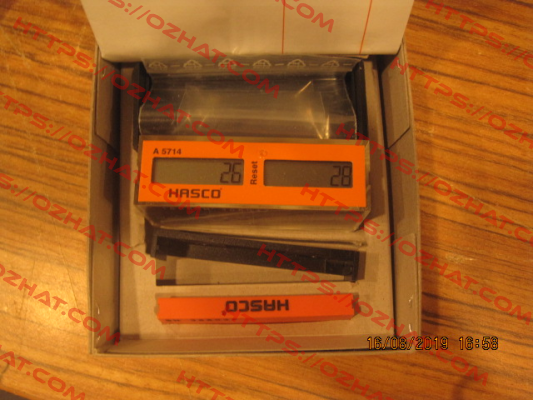 A 5714
26
Reset
28
HASCO
HASCO
16/08/2019 16:58
HTTPS://OZHAT.COM